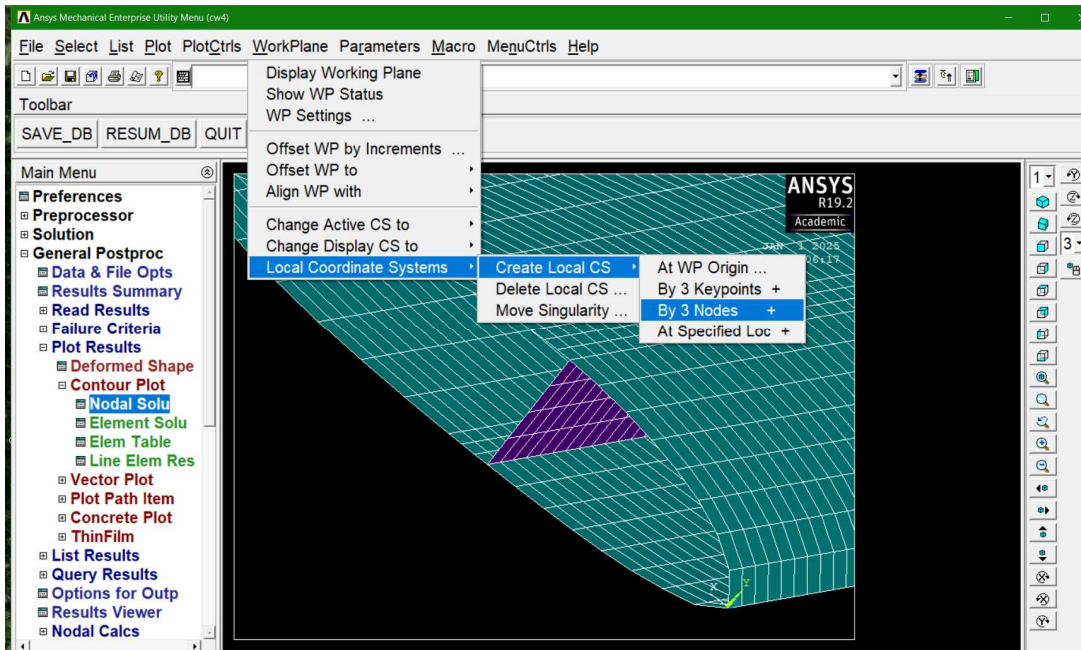 Ansys Mechanical Enterprise Utility Menu (cw4)
File Select List Plot PlotCtrls WorkPlane Parameters Macro MenuCtrls Help
Toolbar
SAVE_DB RESUM_DB QUIT
Display Working Plane
Show WP Status
WP Settings ...
Offset WP by Increments ...
Offset WP to
Align WP with
Change Active CS to
Change Display CS to
Local Coordinate Systems
Create Local CS
Delete Local CS ...
Move Singularity ...
At WP Origin ...
By 3 Keypoints +
By 3 Nodes +
At Specified Loc +
Main Menu
Preferences
Preprocessor
Solution
General Postproc
Data & File Opts
Results Summary
Read Results
Failure Criteria
Plot Results
Deformed Shape
Contour Plot
Nodal Solu
Element Solu
Elem Table
Line Elem Res
Vector Plot
Plot Path Item
Concrete Plot
ThinFilm
List Results
Query Results
Options for Outp
Results Viewer
Nodal Calcs
ANSYS
R19.2
Academic
JAN 1 2025
06:17
X Y
1
3